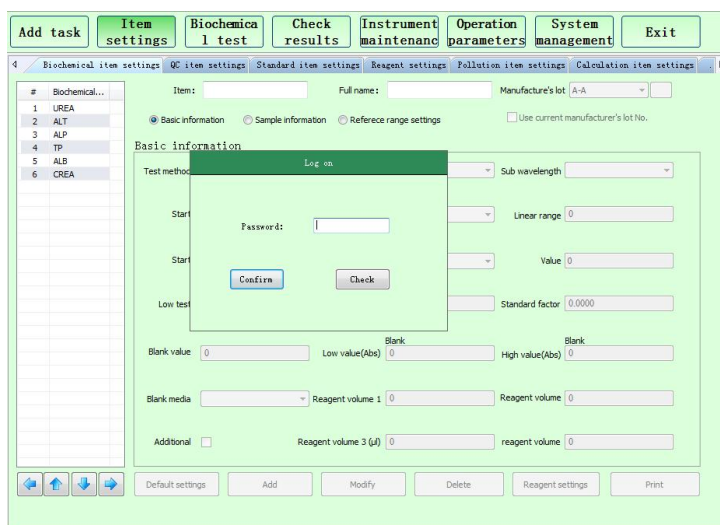 Add task
Item settings
Biochemica
l test
Check results
Instrument
maintenanc
Operation parameters
System management
Exit
Biochemical item settings QC item settings Standard item settings Reagent settings Pollution item settings Calculation item settings
# Biochemical...
1 UREA
2 ALT
3 ALP
4 TP
5 ALB
6 CREA
Item: Full name: Manufacture's lot A-A
Basic information Sample information Referece range settings Use current manufacturer's lot No.
Basic information
Log on
Test method Sub wavelength
Start Linear range 0
Password:
Start Value 0
Confirm Check
Low test Standard factor 0.0000
Blank Blank
Blank value 0 Low value(Abs) 0 High value(Abs) 0
Blank media Reagent volume 1 0 Reagent volume 0
Additional Reagent volume 3 (μl) 0 reagent volume 0
Default settings Add Modify Delete Reagent settings Print